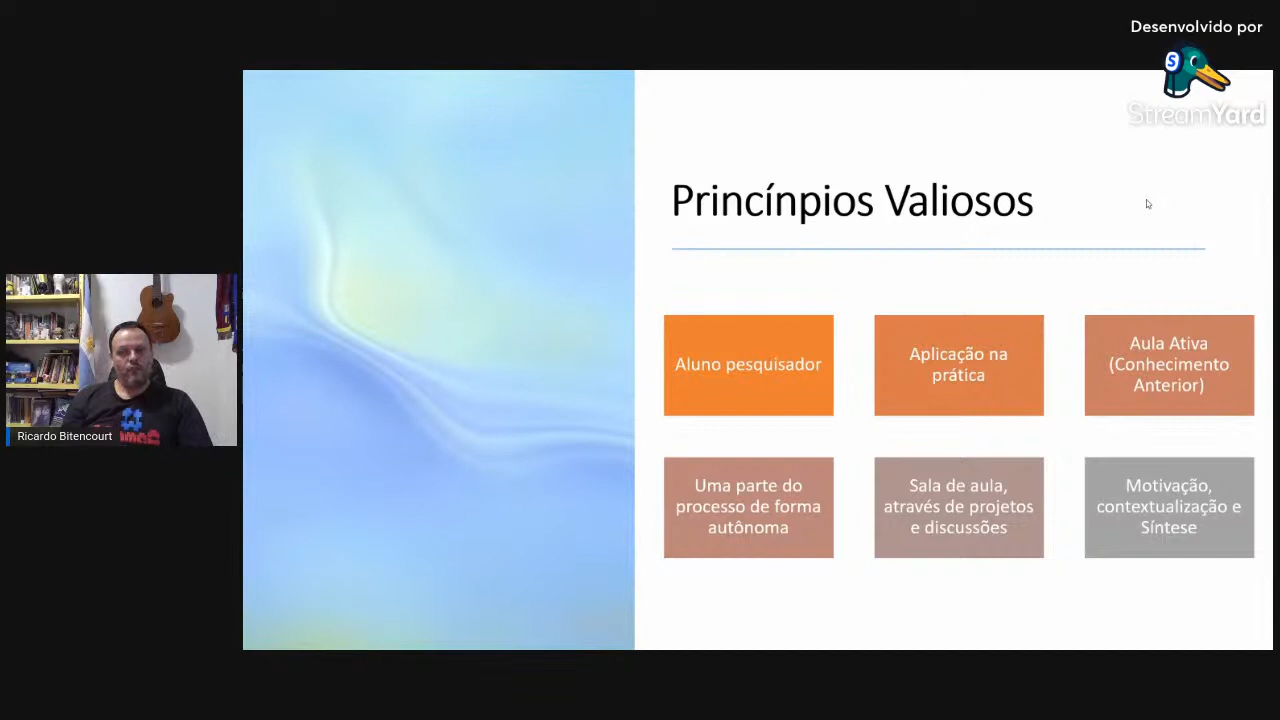 Desenvolvido por
StreamYard
Princínpios Valiosos
Aluno pesquisador
Aplicação na
prática
Aula Ativa
(Conhecimento
Anterior)
Uma parte do
processo de forma
autônoma
Sala de aula,
através de projetos
e discussões
Motivação,
contextualização e
Síntese
Ricardo Bitencourt